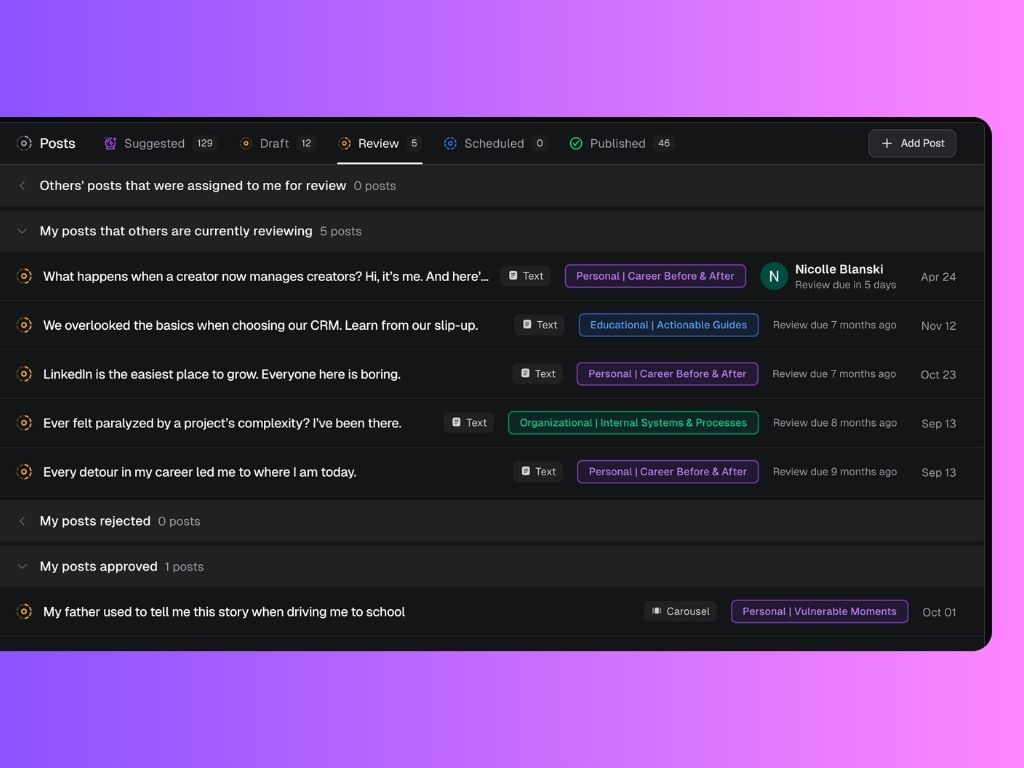 Posts Suggested 129 Draft 12 Review 5 Scheduled 0 Published 46 + Add Post
Others' posts that were assigned to me for review 0 posts
My posts that others are currently reviewing 5 posts
What happens when a creator now manages creators? Hi, it's me. And here'... Text Personal | Career Before & After N Nicolle Blanski Review due in 5 days Apr 24
We overlooked the basics when choosing our CRM. Learn from our slip-up. Text Educational | Actionable Guides Review due 7 months ago Nov 12
LinkedIn is the easiest place to grow. Everyone here is boring. Text Personal | Career Before & After Review due 7 months ago Oct 23
Ever felt paralyzed by a project's complexity? I've been there. Text Organizational | Internal Systems & Processes Review due 8 months ago Sep 13
Every detour in my career led me to where I am today. Text Personal | Career Before & After Review due 9 months ago Sep 13
My posts rejected 0 posts
My posts approved 1 posts
My father used to tell me this story when driving me to school Carousel Personal | Vulnerable Moments Oct 01